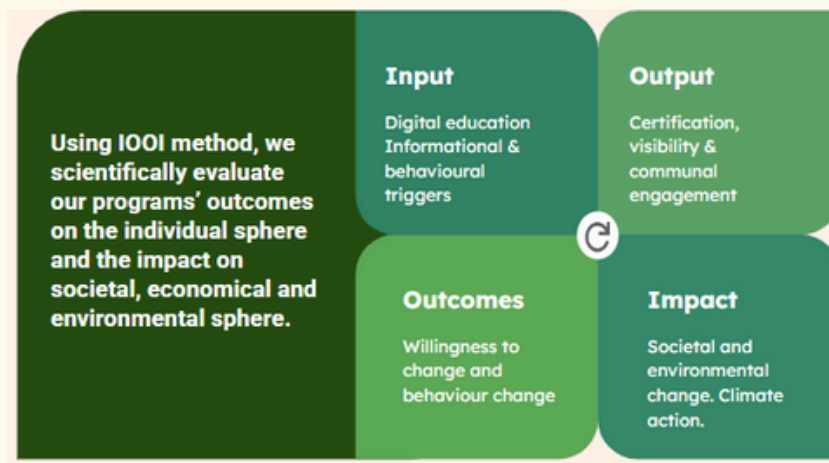 Using IOOI method, we
scientifically evaluate
our programs' outcomes
on the individual sphere
and the impact on
societal, economical and
environmental sphere.
Input
Digital education
Informational &
behavioural
triggers
Output
Certification,
visibility &
communal
engagement
Outcomes
Willingness to
change and
behaviour change
Impact
Societal and
environmental
change. Climate
action.